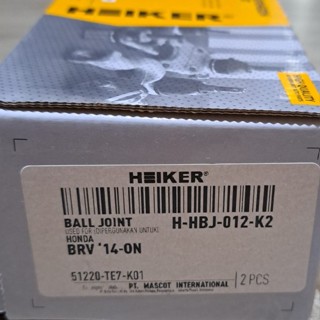 HEIKER®
HEIKER®
BALL JOINT H-HBJ-012-K2
USED FOR (DIPERGUNAKAN UNTUK)
HONDA
BRV '14-ON
51220-TE7-K01 2 PCS
PT. MASCOT INTERNATIONAL